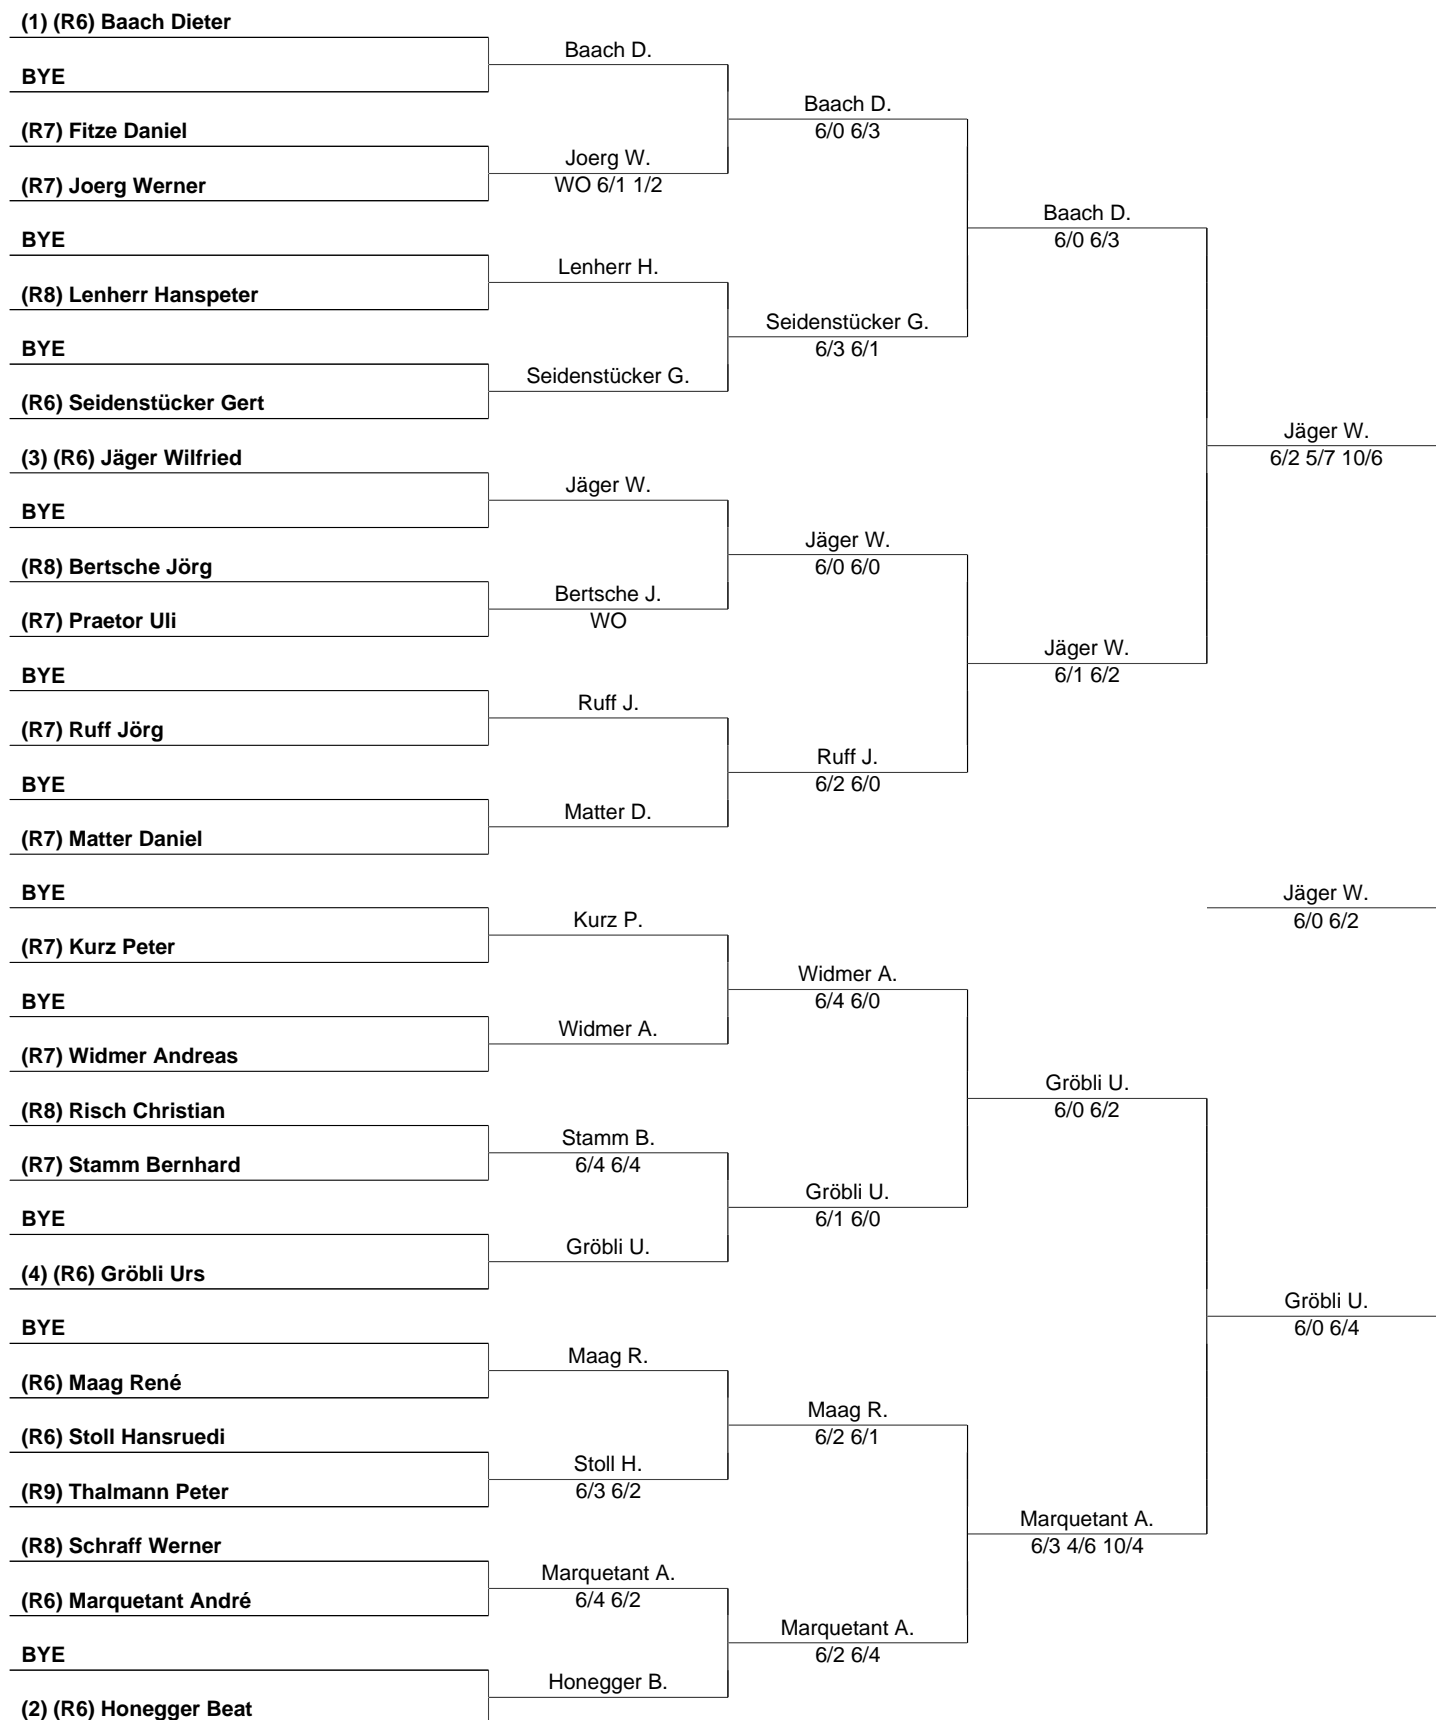 (1) (R6) Baach Dieter
BYE
(R7) Fitze Daniel
(R7) Joerg Werner
BYE
(R8) Lenherr Hanspeter
BYE
(R6) Seidenstücker Gert
(3) (R6) Jäger Wilfried
BYE
(R8) Bertsche Jörg
(R7) Praetor Uli
BYE
(R7) Ruff Jörg
BYE
(R7) Matter Daniel
BYE
(R7) Kurz Peter
BYE
(R7) Widmer Andreas
(R8) Risch Christian
(R7) Stamm Bernhard
BYE
(4) (R6) Gröbli Urs
BYE
(R6) Maag René
(R6) Stoll Hansruedi
(R9) Thalmann Peter
(R8) Schraff Werner
(R6) Marquetant André
BYE
(2) (R6) Honegger Beat
Baach D.
Joerg W.
WO 6/1 1/2
Lenherr H.
Seidenstücker G.
Jäger W.
Bertsche J.
WO
Ruff J.
Matter D.
Kurz P.
Widmer A.
Stamm B.
6/4 6/4
Gröbli U.
Maag R.
Stoll H.
6/3 6/2
Marquetant A.
6/4 6/2
Honegger B.
Baach D.
6/0 6/3
Seidenstücker G.
6/3 6/1
Jäger W.
6/0 6/0
Ruff J.
6/2 6/0
Widmer A.
6/4 6/0
Gröbli U.
6/1 6/0
Maag R.
6/2 6/1
Marquetant A.
6/2 6/4
Baach D.
6/0 6/3
Jäger W.
6/1 6/2
Gröbli U.
6/0 6/2
Marquetant A.
6/3 4/6 10/4
Jäger W.
6/2 5/7 10/6
Jäger W.
6/0 6/2
Gröbli U.
6/0 6/4